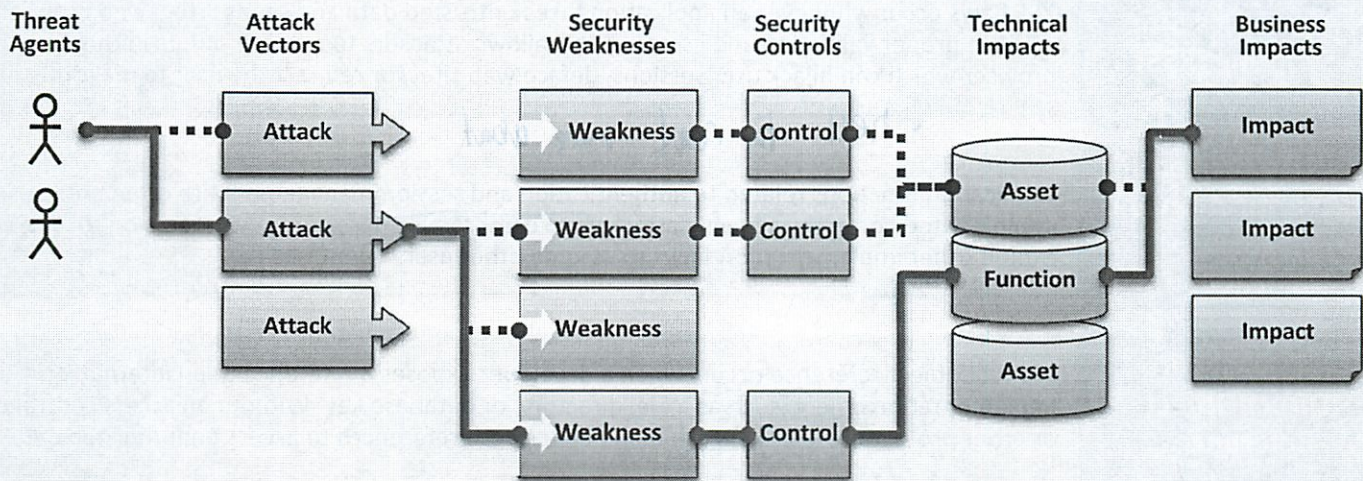 Threat Agents
Attack Vectors
Security Weaknesses
Security Controls
Technical Impacts
Business Impacts
Attack
Weakness
Control
Impact
Asset
Attack
Weakness
Control
Impact
Function
Attack
Weakness
Impact
Asset
Weakness
Control